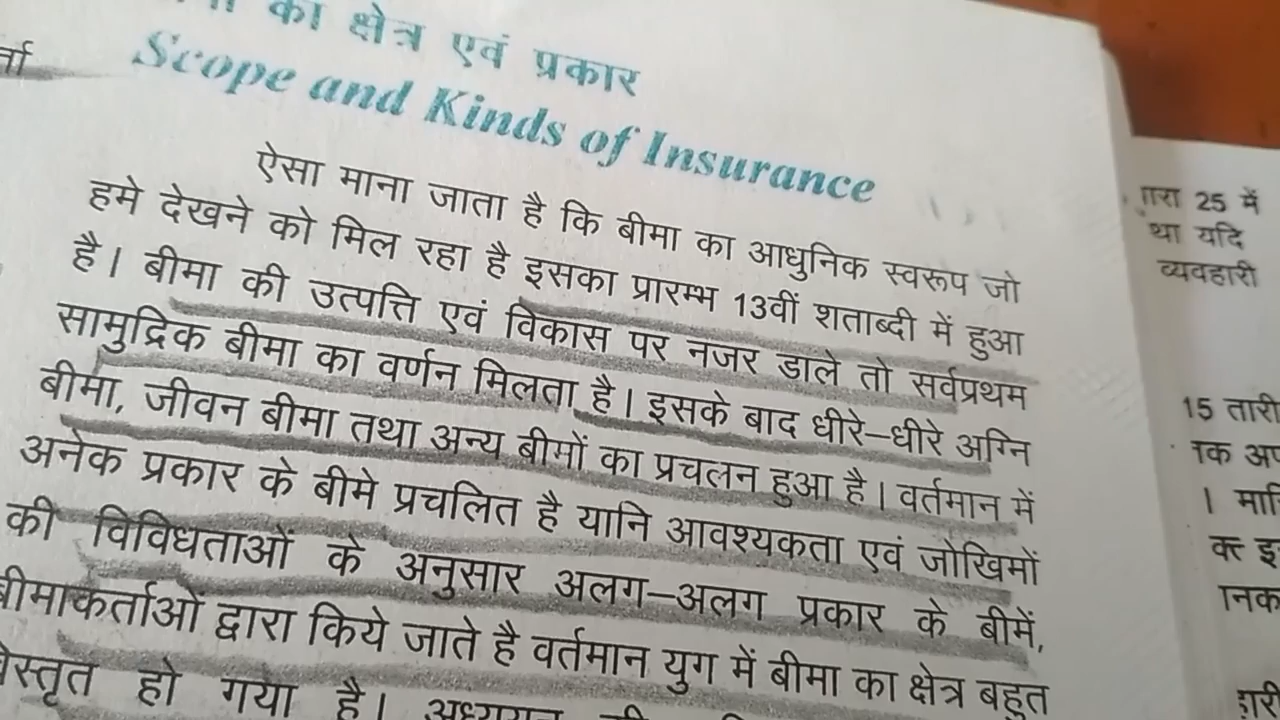 का क्षेत्र एवं प्रकार
Scope and Kinds of Insurance
ऐसा माना जाता है कि बीमा का आधुनिक स्वरूप जो
हमे देखने को मिल रहा है इसका प्रारम्भ 13वीं शताब्दी में हुआ
है। बीमा की उत्पत्ति एवं विकास पर नजर डाले तो सर्वप्रथम
सामुद्रिक बीमा का वर्णन मिलता है। इसके बाद धीरे–धीरे अग्नि
बीमा, जीवन बीमा तथा अन्य बीमों का प्रचलन हुआ है। वर्तमान में
अनेक प्रकार के बीमे प्रचलित है यानि आवश्यकता एवं जोखिमों
की विविधताओं के अनुसार अलग–अलग प्रकार के बीमें,
बीमाकर्ताओं द्वारा किये जाते है वर्तमान युग में बीमा का क्षेत्र बहुत
हो गया है।
25 में
था यदि
व्यवहारी
15